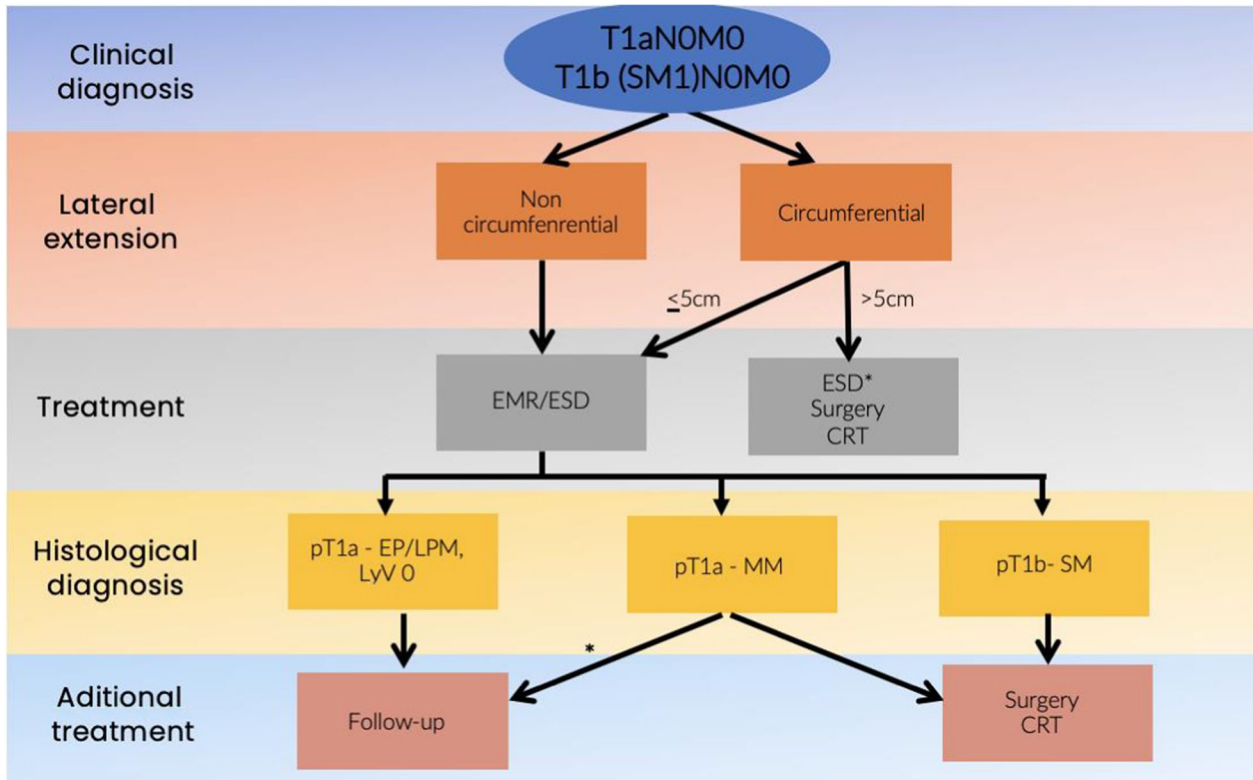 Clinical
diagnosis
T1aN0M0
T1b (SM1)N0M0
Lateral
extension
Non
circumfenrential
Circumferential
<5cm
>5cm
Treatment
EMR/ESD
ESD*
Surgery
CRT
Histological
diagnosis
pT1a - EP/LPM,
LyV 0
pT1a - MM
pT1b- SM
*
Aditional
treatment
Follow-up
Surgery
CRT